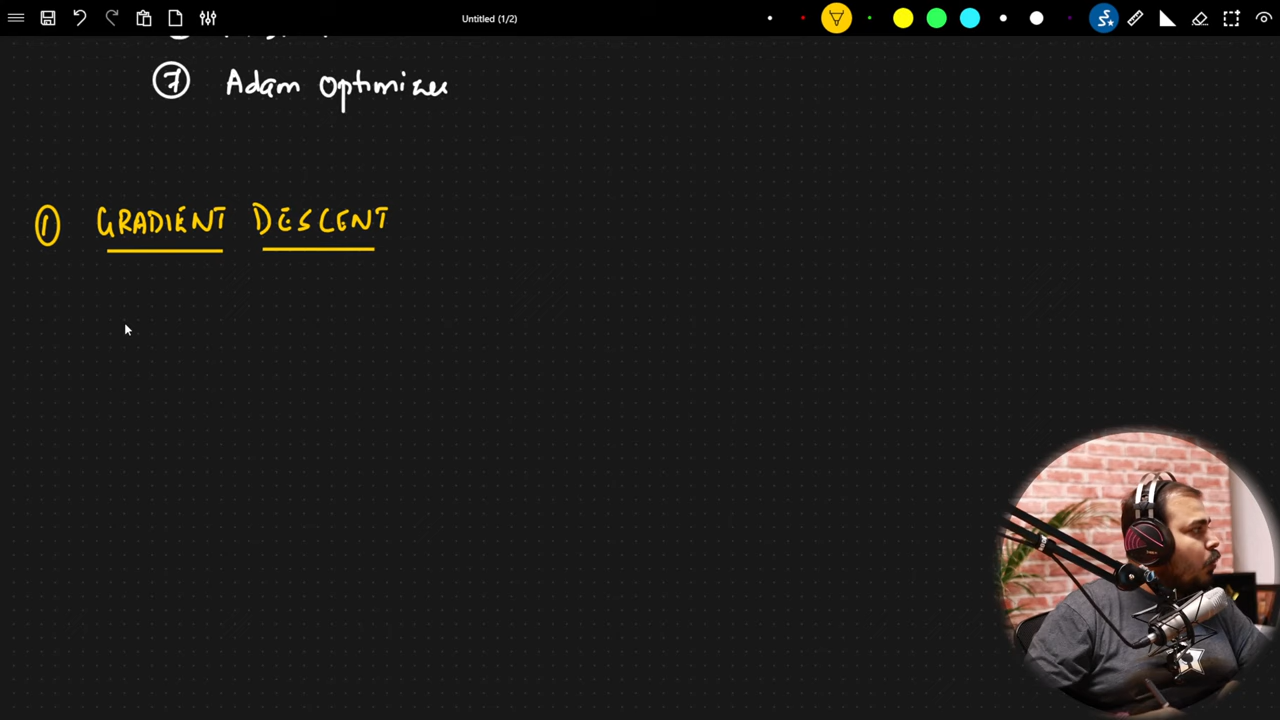 Untitled (1/2)
⑦ Adam Optimizer
① GRADIENT DESCENT